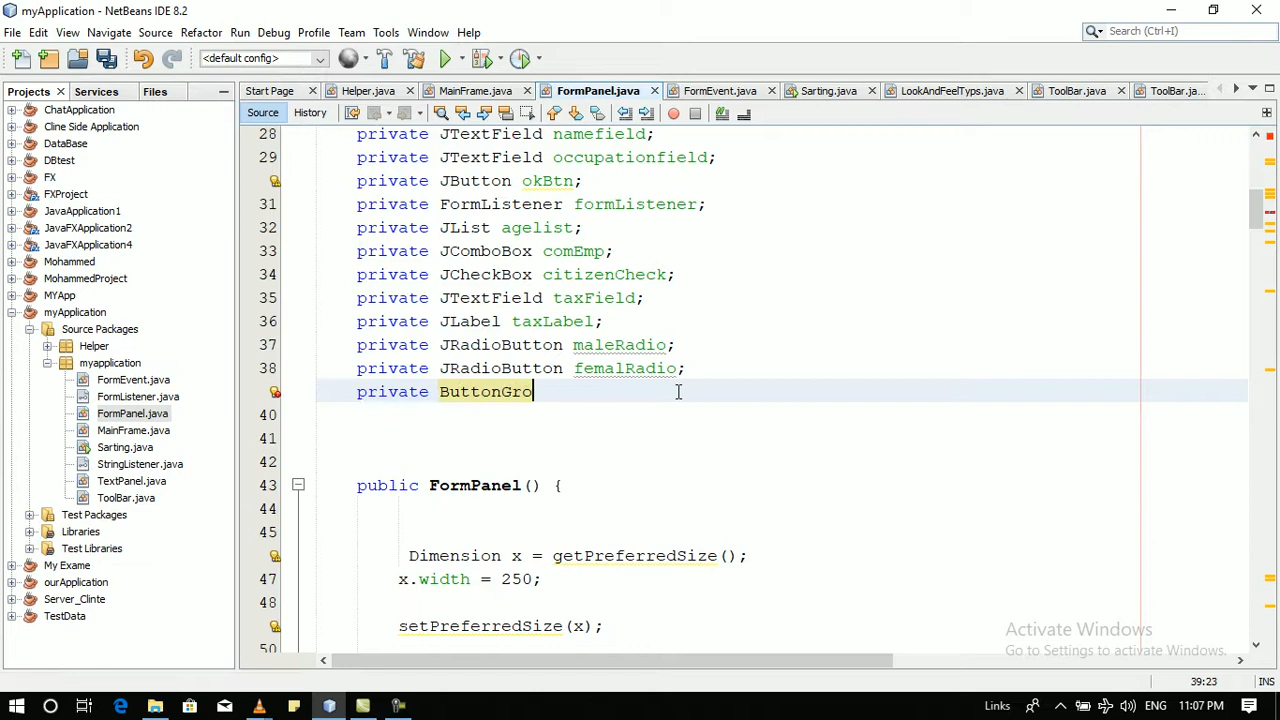 myApplication - NetBeans IDE 8.2
File Edit View Navigate Source Refactor Run Debug Profile Team Tools Window Help
Search (Ctrl+I)
<default config>
Projects Services Files
Start Page Helper.java MainFrame.java FormPanel.java FormEvent.java Sarting.java LookAndFeelTyps.java ToolBar.java ToolBar.ja...
Source History
ChatApplication
Cline Side Application
DataBase
DBtest
FX
FXProject
JavaApplication1
JavaFXApplication2
JavaFXApplication4
Mohammed
MohammedProject
MYApp
myApplication
Source Packages
Helper
myapplication
FormEvent.java
FormListener.java
FormPanel.java
MainFrame.java
Sarting.java
StringListener.java
TextPanel.java
ToolBar.java
Test Packages
Libraries
Test Libraries
My Exame
ourApplication
Server_Clinte
TestData
28 private JTextField namefield;
29 private JTextField occupationfield;
private JButton okBtn;
31 private FormListener formListener;
32 private JList agelist;
33 private JComboBox comEmp;
34 private JCheckBox citizenCheck;
35 private JTextField taxField;
36 private JLabel taxLabel;
37 private JRadioButton maleRadio;
38 private JRadioButton femalRadio;
private ButtonGro
40
41
42
43 public FormPanel() {
44
45
Dimension x = getPreferredSize();
47 x.width = 250;
48
setPreferredSize(x);
50
Activate Windows
Go to Settings to activate Windows.
39:23 INS
Links ENG 11:07 PM